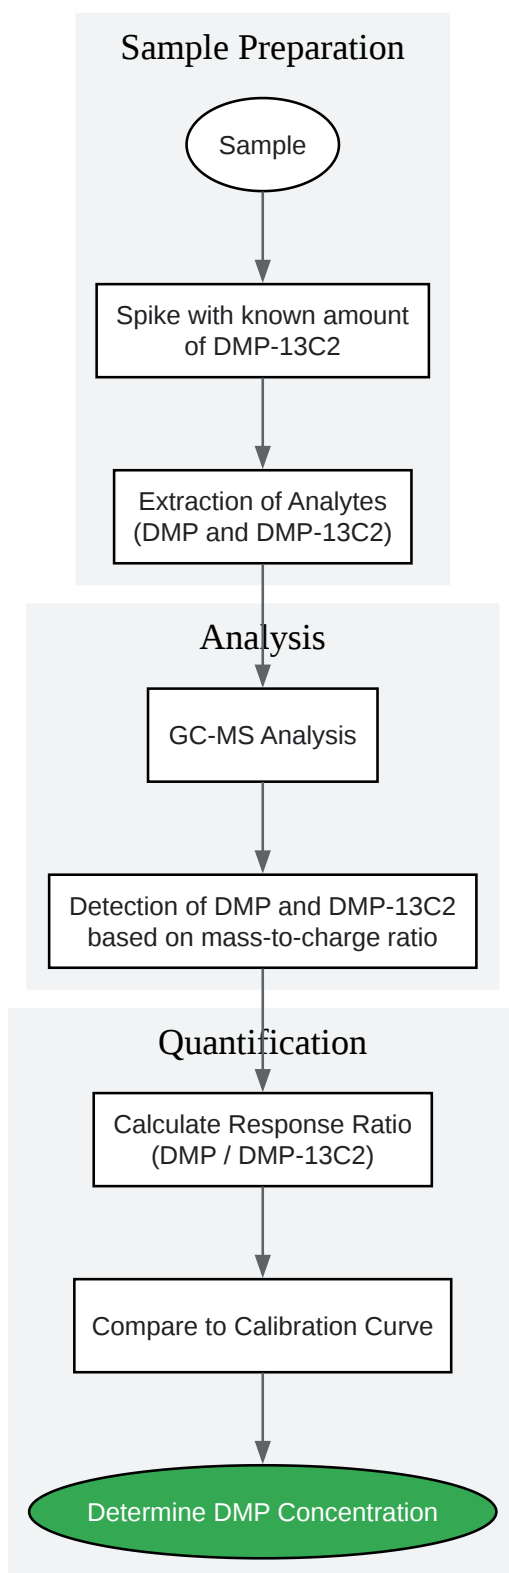 Sample Preparation
Sample
Spike with known amount
of DMP-13C2
Extraction of Analytes
(DMP and DMP-13C2)
Analysis
GC-MS Analysis
Detection of DMP and DMP-13C2
based on mass-to-charge ratio
Quantification
Calculate Response Ratio
(DMP / DMP-13C2)
Compare to Calibration Curve
Determine DMP Concentration